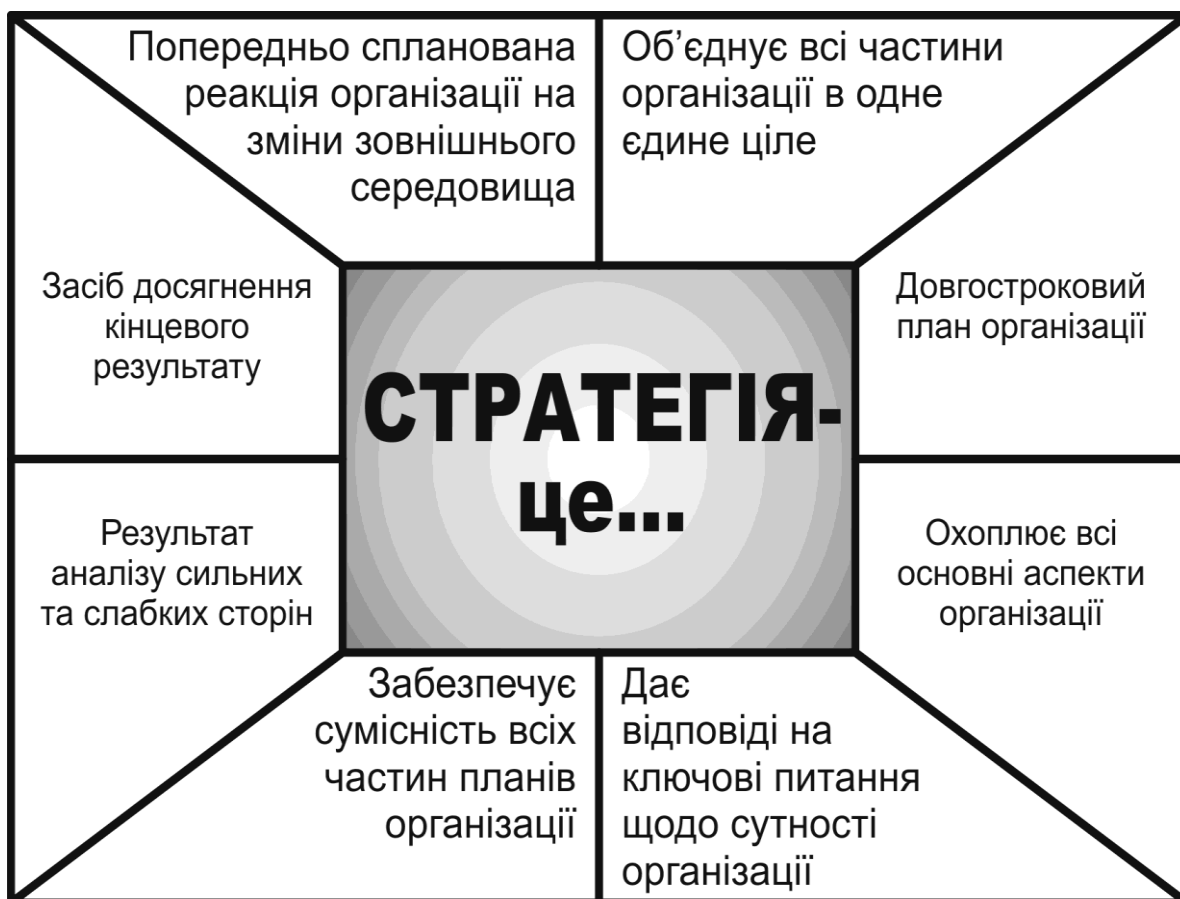 Попередньо спланована
реакція організації на
зміни зовнішнього
середовища
Об’єднує всі частини
організації в одне
єдине ціле
Засіб досягнення
кінцевого
результату
Довгостроковий
план організації
СТРАТЕГІЯ-
це...
Результат
аналізу сильних
та слабких сторін
Охоплює всі
основні аспекти
організації
Забезпечує
сумісність всіх
частин планів
організації
Дає
відповіді на
ключові питання
щодо сутності
організації